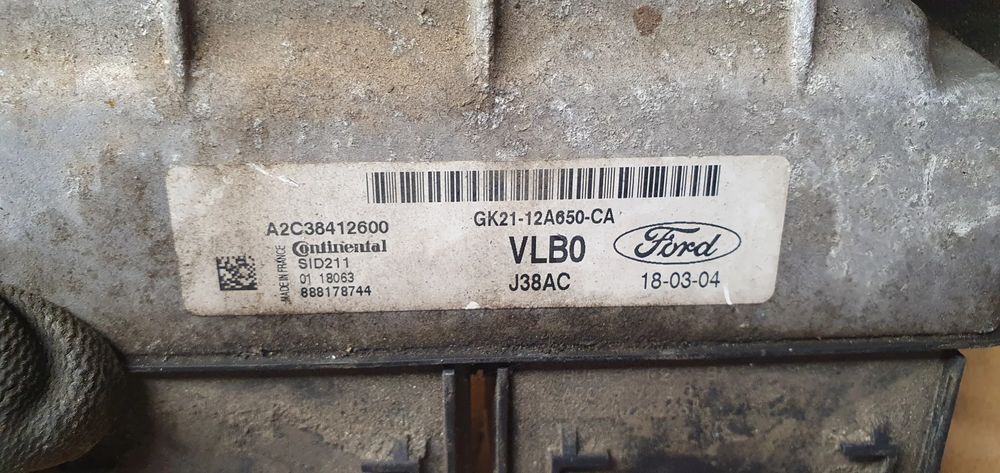 A2C38412600
Continental
SID211
01 18063
888178744
MADE IN FRANCE
GK21-12A650-CA
VLB0
Ford
J38AC
18-03-04